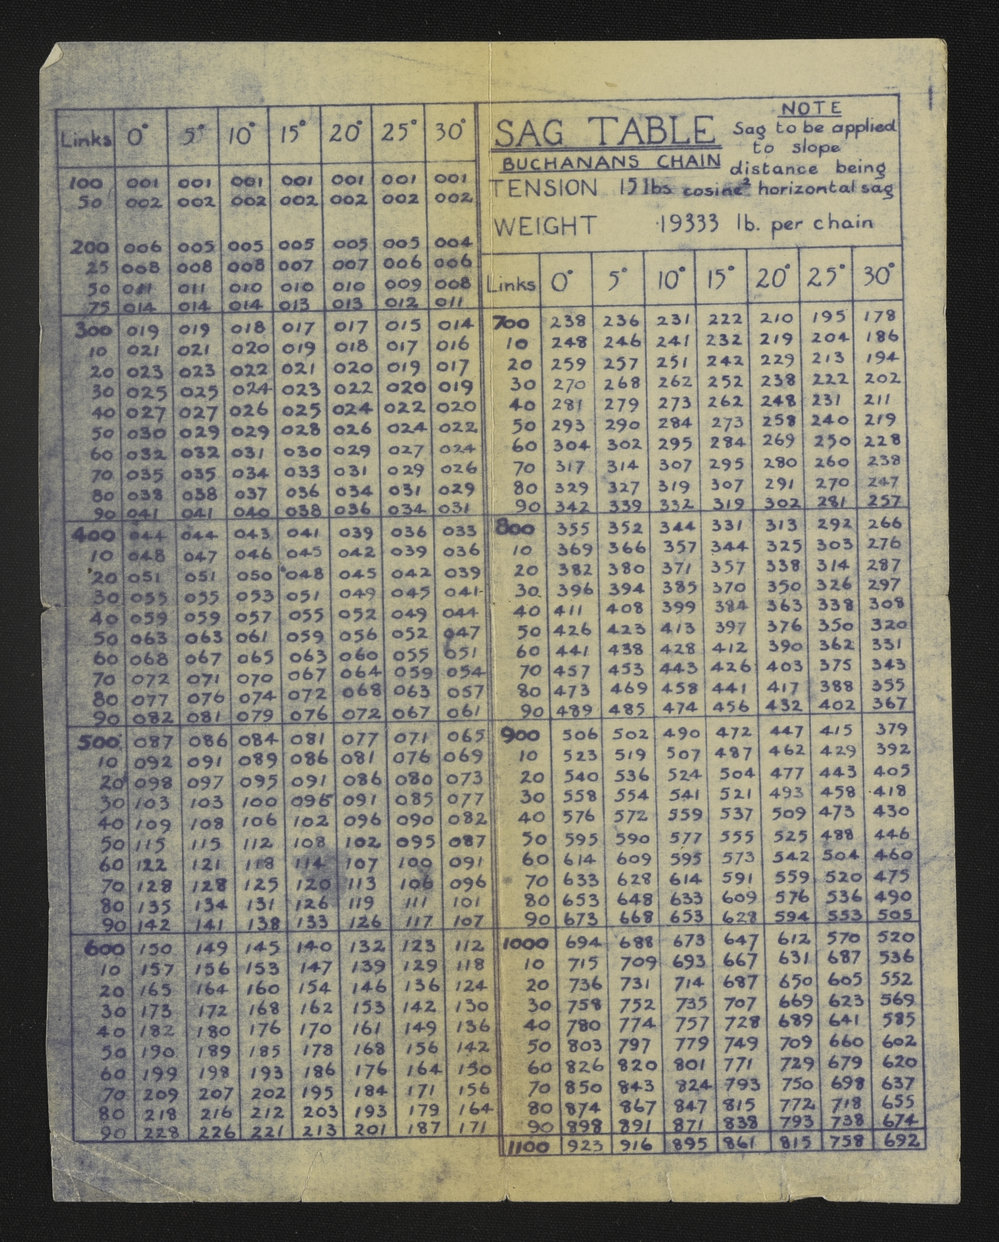 Links 0° 5° 10° 15° 20° 25° 30°
100 001 001 001 001 001 001 001
50 002 002 002 002 002 002 002
200 006 005 005 005 005 005 004
25 008 008 008 007 007 006 006
50 011 011 010 010 010 009 008
75 014 014 014 013 013 012 011
300 019 019 018 017 017 015 014
10 021 021 020 019 018 017 016
20 023 023 022 021 020 019 017
30 025 025 024 023 022 020 019
40 027 027 026 025 024 022 020
50 030 029 029 028 026 024 022
60 032 032 031 030 029 027 024
70 035 035 034 033 031 029 026
80 038 038 037 036 034 031 029
90 041 041 040 038 036 034 031
400 044 044 043 041 039 036 033
10 048 047 046 045 042 039 036
20 051 051 050 048 045 042 039
30 055 055 053 051 049 045 041
40 059 059 057 055 052 049 044
50 063 063 061 059 056 052 047
60 068 067 065 063 060 055 051
70 072 071 070 067 064 059 054
80 077 076 074 072 068 063 057
90 082 081 079 076 072 067 061
500 087 086 084 081 077 071 065
10 092 091 089 086 081 076 069
20 098 097 095 091 086 080 073
30 103 103 100 096 091 085 077
40 109 108 106 102 096 090 082
50 115 115 112 108 102 095 087
60 122 121 118 114 107 100 091
70 128 128 125 120 113 106 096
80 135 134 131 126 119 111 101
90 142 141 138 133 126 117 107
600 150 149 145 140 132 123 112
10 157 156 153 147 139 129 118
20 165 164 160 154 146 136 124
30 173 172 168 162 153 142 130
40 182 180 176 170 161 149 136
50 190 189 185 178 168 156 142
60 199 198 193 186 176 164 150
70 209 207 202 195 184 171 156
80 218 216 212 203 193 179 164
90 228 226 221 213 201 187 171
SAG TABLE
BUCHANANS CHAIN
TENSION 15 lbs
WEIGHT ·19333 lb. per chain
NOTE
Sag to be applied
to slope
distance being
cosine² horizontal sag
Links 0° 5° 10° 15° 20° 25° 30°
700 238 236 231 222 210 195 178
10 248 246 241 232 219 204 186
20 259 257 251 242 229 213 194
30 270 268 262 252 238 222 202
40 281 279 273 262 248 231 211
50 293 290 284 273 258 240 219
60 304 302 295 284 269 250 228
70 317 314 307 295 280 260 238
80 329 327 319 307 291 270 247
90 342 339 332 319 302 281 257
800 355 352 344 331 313 292 266
10 369 366 357 344 325 303 276
20 382 380 371 357 338 314 287
30 396 394 385 370 350 326 297
40 411 408 399 384 363 338 308
50 426 423 413 397 376 350 320
60 441 438 428 412 390 362 331
70 457 453 443 426 403 375 343
80 473 469 458 441 417 388 355
90 489 485 474 456 432 402 367
900 506 502 490 472 447 415 379
10 523 519 507 487 462 429 392
20 540 536 524 504 477 443 405
30 558 554 541 521 493 458 418
40 576 572 559 537 509 473 430
50 595 590 577 555 525 488 446
60 614 609 595 573 542 504 460
70 633 628 614 591 559 520 475
80 653 648 633 609 576 536 490
90 673 668 653 628 594 553 505
1000 694 688 673 647 612 570 520
10 715 709 693 667 631 687 536
20 736 731 714 687 650 605 552
30 758 752 735 707 669 623 569
40 780 774 757 728 689 641 585
50 803 797 779 749 709 660 602
60 826 820 801 771 729 679 620
70 850 843 824 793 750 698 637
80 874 867 847 815 772 718 655
90 898 891 871 838 793 738 674
1100 923 916 895 861 815 758 692